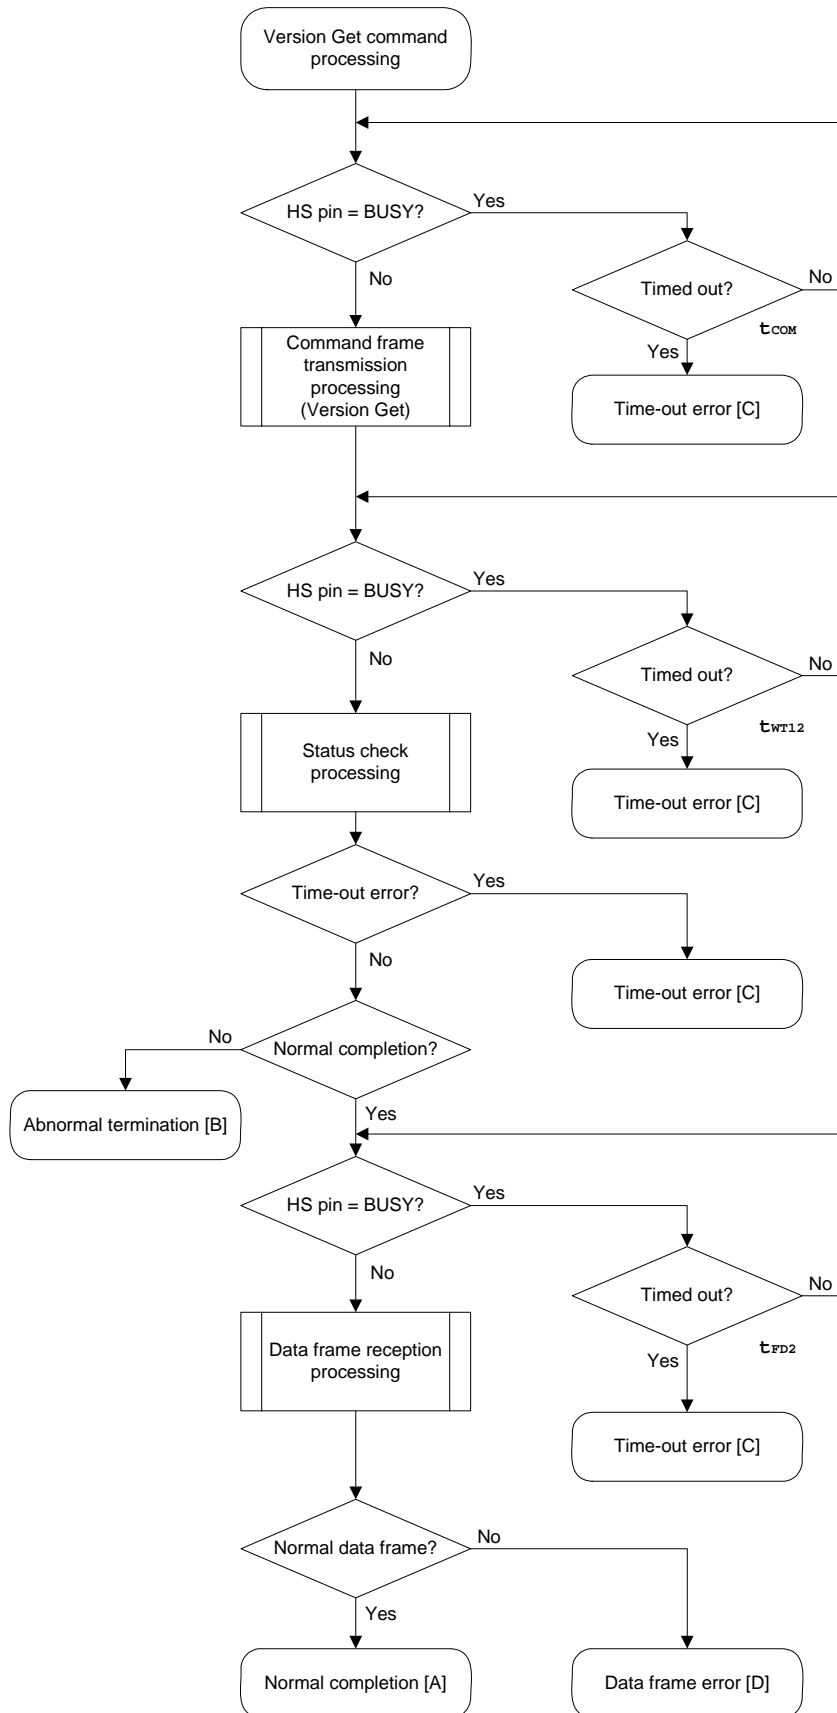 Version Get command
processing
HS pin = BUSY?
Yes
No
Timed out?
No
tCOM
Yes
Time-out error [C]
Command frame
transmission
processing
(Version Get)
HS pin = BUSY?
Yes
No
Timed out?
No
tWT12
Yes
Time-out error [C]
Status check
processing
Time-out error?
Yes
No
Time-out error [C]
Normal completion?
No
Abnormal termination [B]
Yes
HS pin = BUSY?
Yes
No
Timed out?
No
tFD2
Yes
Time-out error [C]
Data frame reception
processing
Normal data frame?
No
Yes
Normal completion [A]
Data frame error [D]